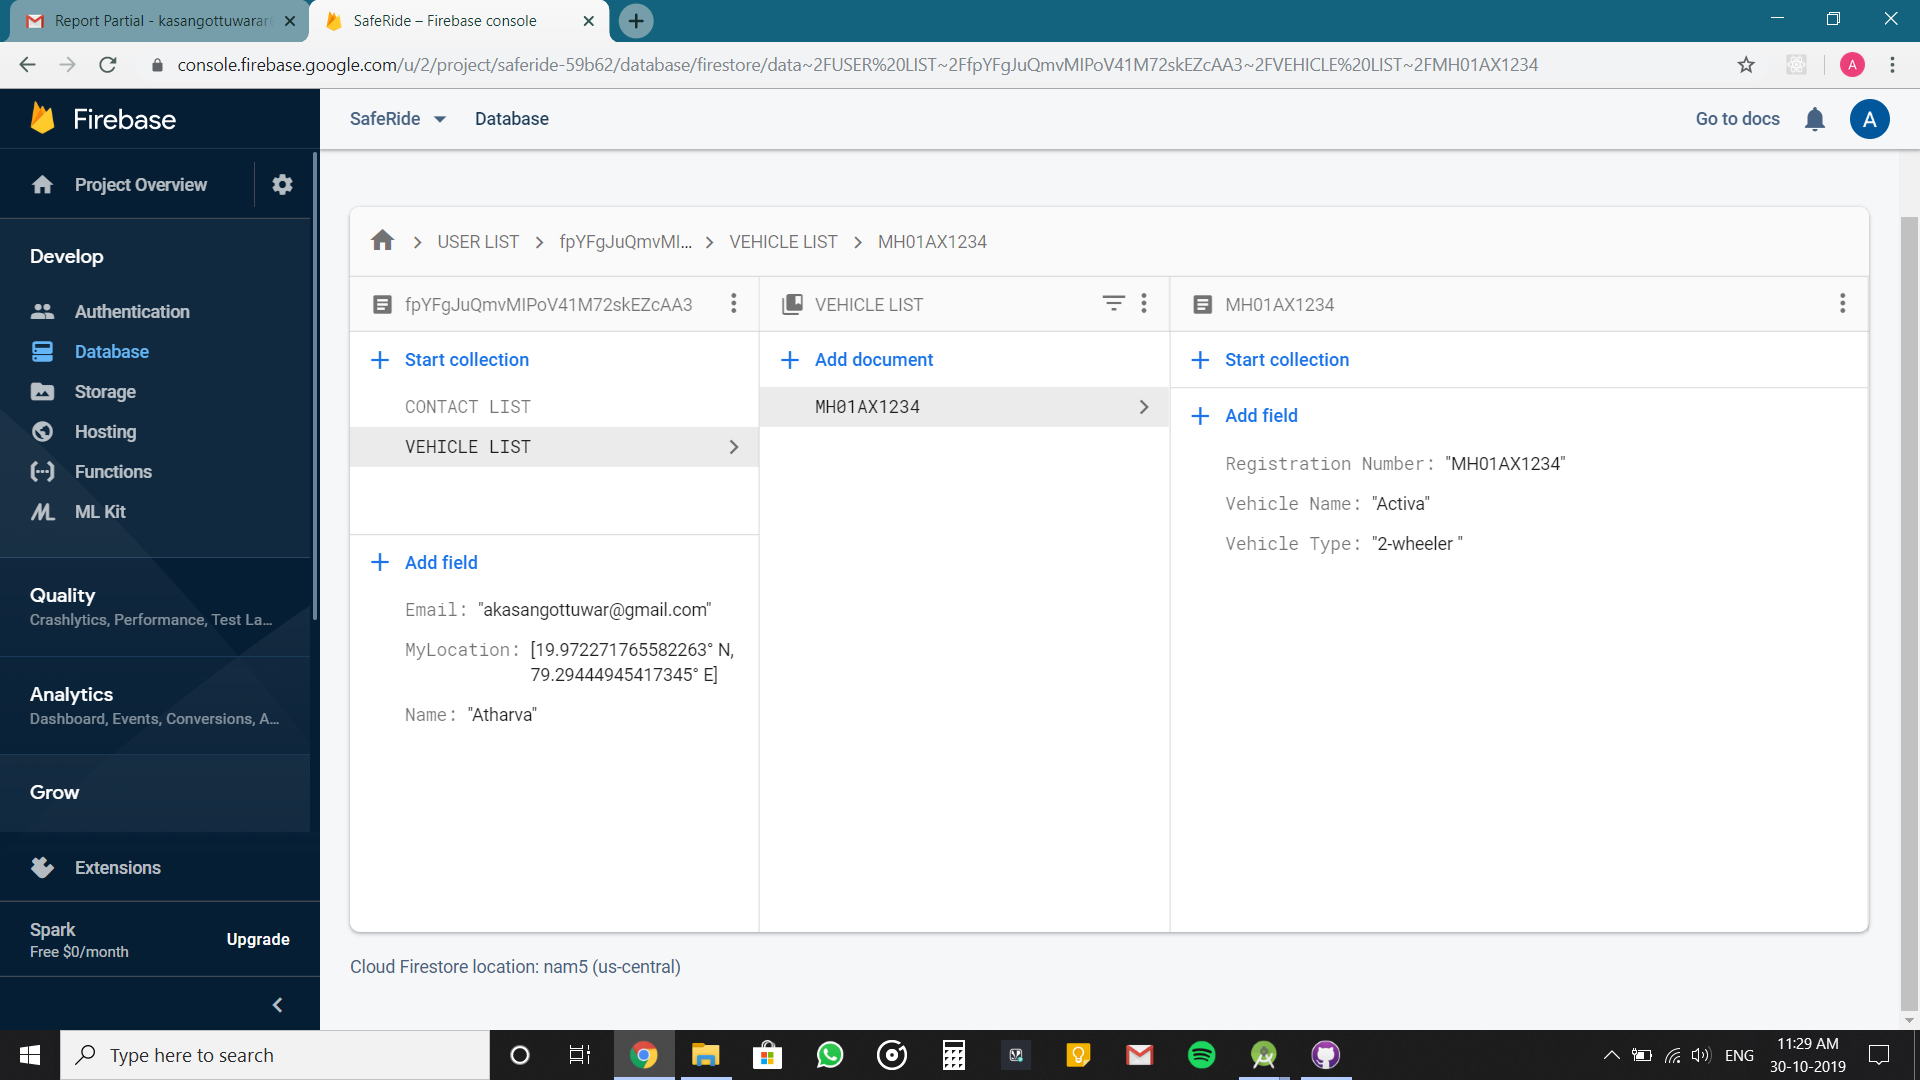 Report Partial - kasangottuwarar
SafeRide – Firebase console
console.firebase.google.com/u/2/project/saferide-59b62/database/firestore/data~2FUSER%20LIST~2FfpYFgJuQmvMIPoV41M72skEZcAA3~2FVEHICLE%20LIST~2FMH01AX1234
A
Firebase
SafeRide
Database
Go to docs
A
Project Overview
Develop
Authentication
Database
Storage
Hosting
Functions
ML Kit
Quality
Crashlytics, Performance, Test La...
Analytics
Dashboard, Events, Conversions, A...
Grow
Extensions
Spark
Free $0/month
Upgrade
USER LIST
fpYFgJuQmvMI...
VEHICLE LIST
MH01AX1234
fpYFgJuQmvMIPoV41M72skEZcAA3
Start collection
CONTACT LIST
VEHICLE LIST
Add field
Email: "akasangottuwar@gmail.com"
MyLocation: [19.972271765582263° N,
79.29444945417345° E]
Name: "Atharva"
VEHICLE LIST
Add document
MH01AX1234
MH01AX1234
Start collection
Add field
Registration Number: "MH01AX1234"
Vehicle Name: "Activa"
Vehicle Type: "2-wheeler "
Cloud Firestore location: nam5 (us-central)
Type here to search
ENG
11:29 AM
30-10-2019